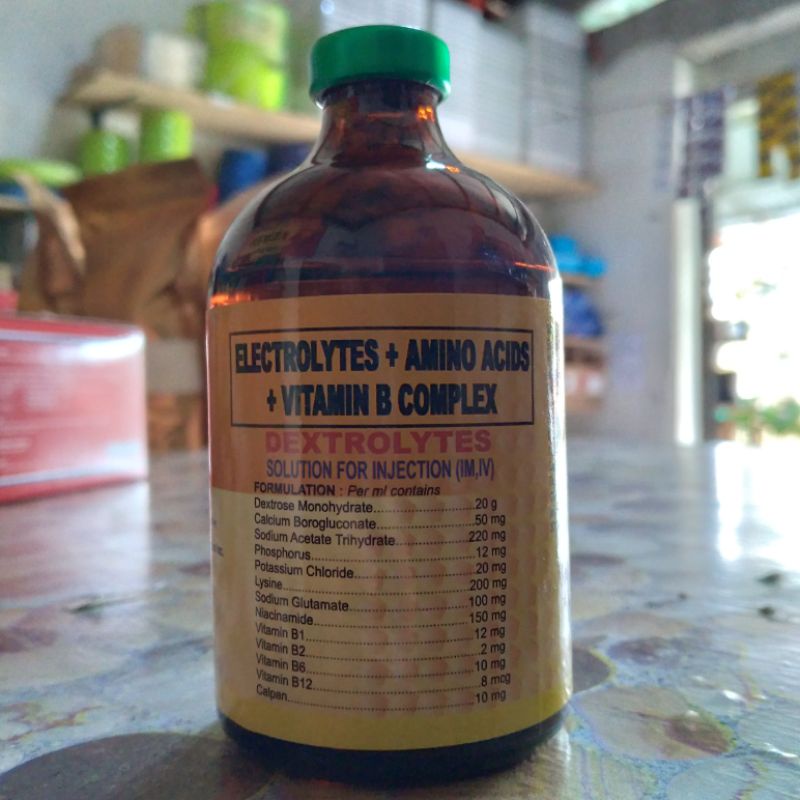 ELECTROLYTES + AMINO ACIDS
+ VITAMIN B COMPLEX
DEXTROLYTES
SOLUTION FOR INJECTION (IM,IV)
FORMULATION : Per ml contains
Dextrose Monohydrate..............................20 g
Calcium Borogluconate..............................50 mg
Sodium Acetate Trihydrate........................220 mg
Phosphorus..............................................12 mg
Potassium Chloride..................................20 mg
Lysine......................................................200 mg
Sodium Glutamate...................................100 mg
Niacinamide.............................................150 mg
Vitamin B1...............................................12 mg
Vitamin B2................................................2 mg
Vitamin B6...............................................10 mg
Vitamin B12..............................................8 mcg
Calpan.....................................................10 mg